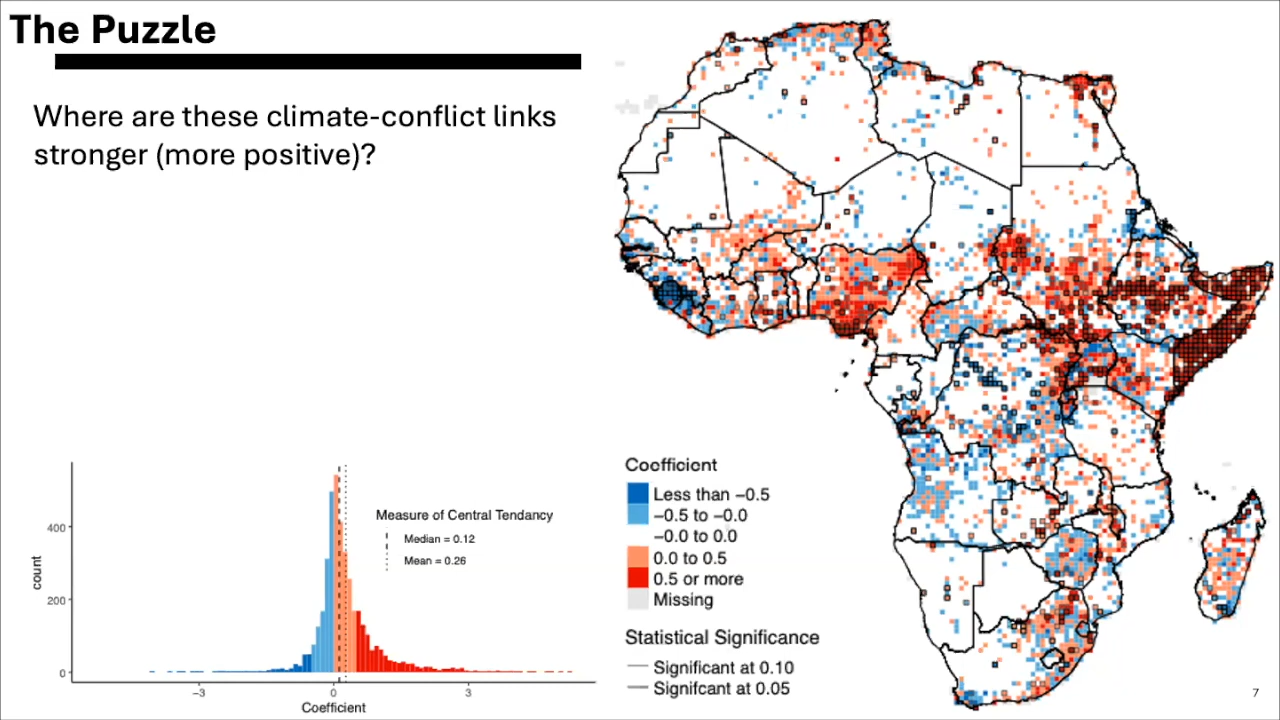 The Puzzle
Where are these climate-conflict links
stronger (more positive)?
400
200
0
count
−3
0
3
Coefficient
Measure of Central Tendancy
Median = 0.12
Mean = 0.26
Coefficient
Less than −0.5
−0.5 to −0.0
−0.0 to 0.0
0.0 to 0.5
0.5 or more
Missing
Statistical Significance
Significant at 0.10
Signifcant at 0.05
7